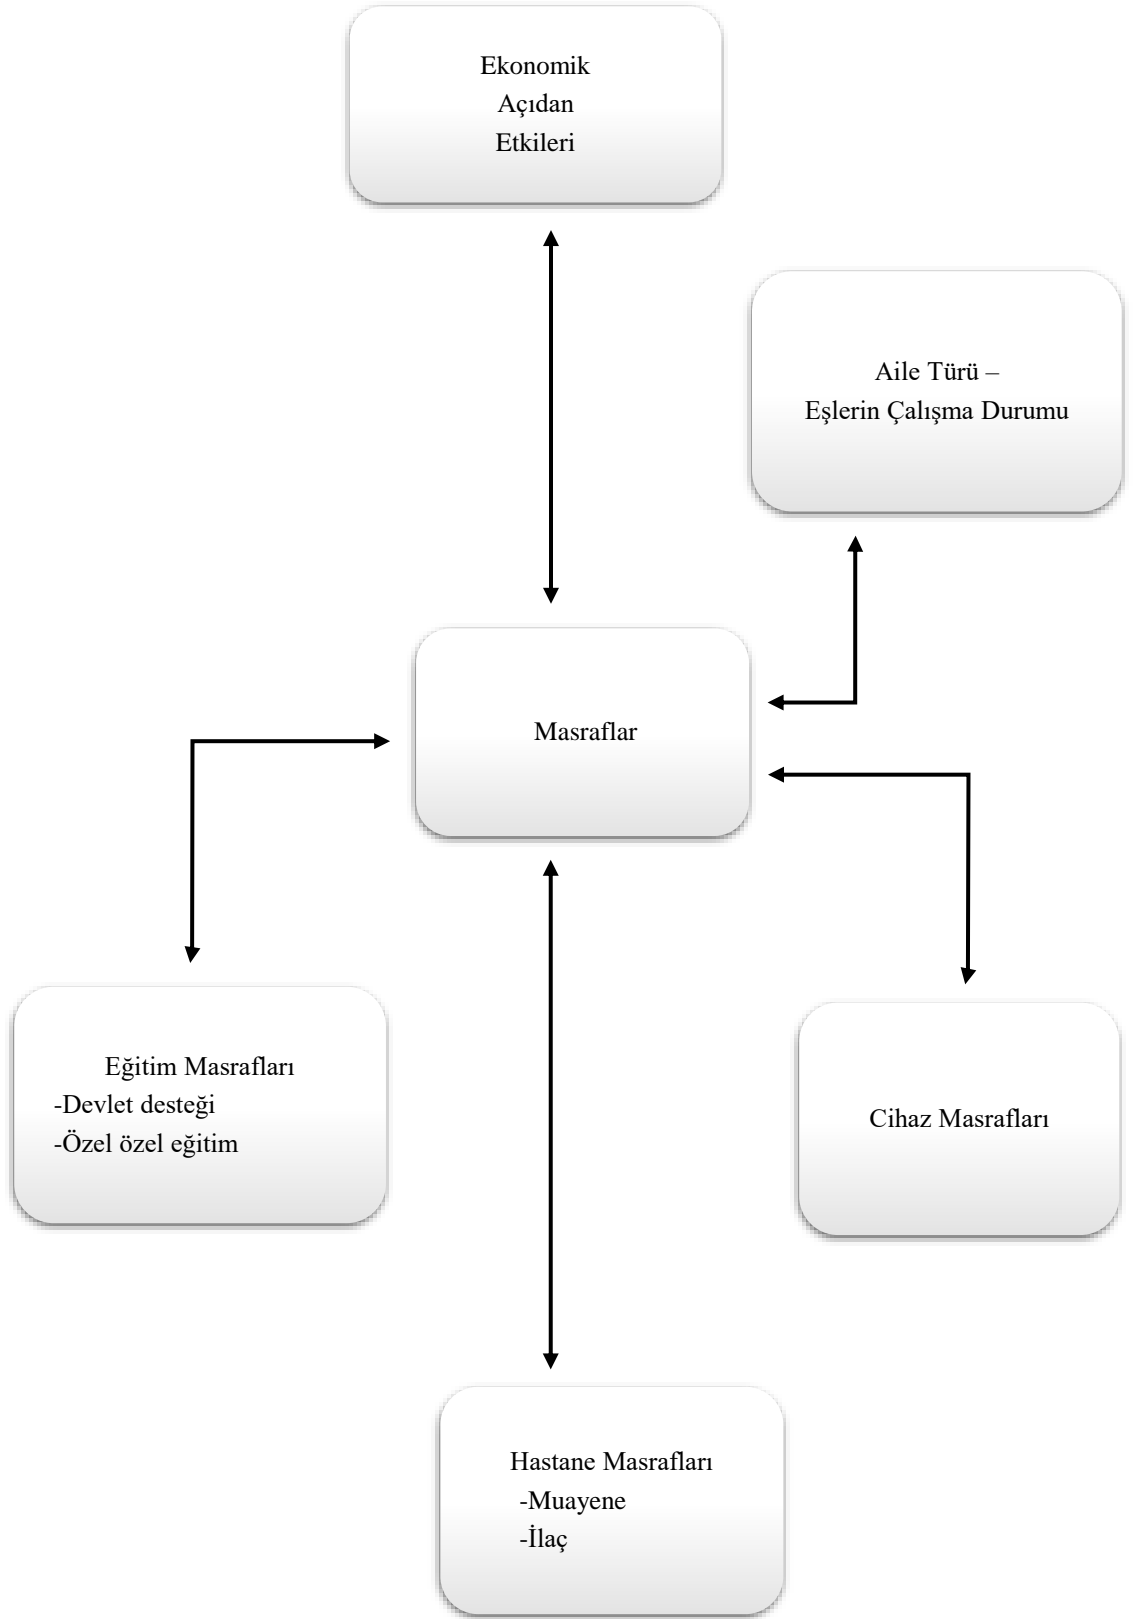 Ekonomik
Açıdan
Etkileri
Aile Türü –
Eşlerin Çalışma Durumu
Masraflar
Eğitim Masrafları
-Devlet desteği
-Özel özel eğitim
Cihaz Masrafları
Hastane Masrafları
-Muayene
-İlaç